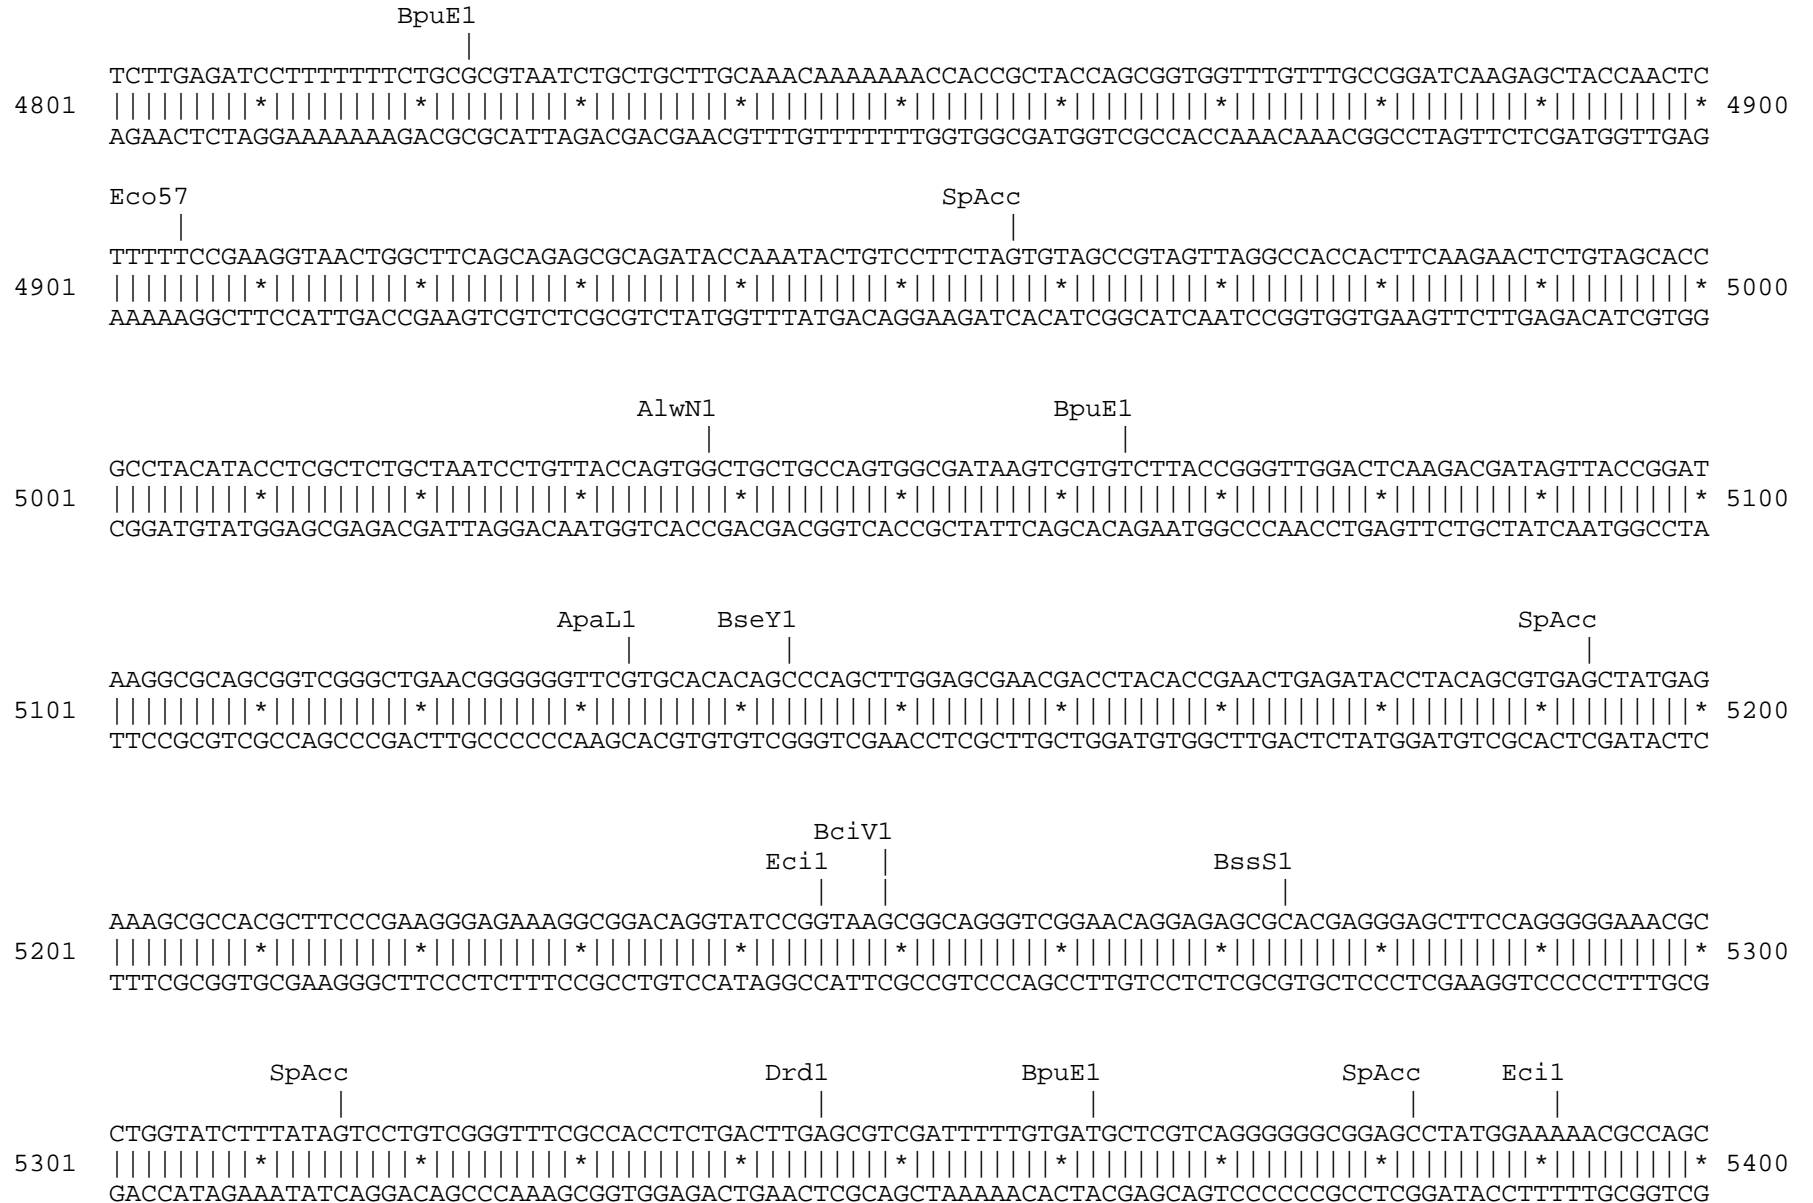 BpuE1
|
TCTTGAGATCCTTTTTTTCTGCGCGTAATCTGCTGCTTGCAAACAAAAAAACCACCGCTACCAGCGGTGGTTTGTTTGCCGGATCAAGAGCTACCAACTC
4801 |||||||||*|||||||||*|||||||||*|||||||||*|||||||||*|||||||||*|||||||||*|||||||||*|||||||||*|||||||||* 4900
AGAACTCTAGGAAAAAAAGACGCGCATTAGACGACGAACGTTTGTTTTTTTGGTGGCGATGGTCGCCACCAAACAAACGGCCTAGTTCTCGATGGTTGAG
Eco57 SpAcc
| |
TTTTTCCGAAGGTAACTGGCTTCAGCAGAGCGCAGATACCAAATACTGTCCTTCTAGTGTAGCCGTAGTTAGGCCACCACTTCAAGAACTCTGTAGCACC
4901 |||||||||*|||||||||*|||||||||*|||||||||*|||||||||*|||||||||*|||||||||*|||||||||*|||||||||*|||||||||* 5000
AAAAAGGCTTCCATTGACCGAAGTCGTCTCGCGTCTATGGTTTATGACAGGAAGATCACATCGGCATCAATCCGGTGGTGAAGTTCTTGAGACATCGTGG
AlwN1 BpuE1
| |
GCCTACATACCTCGCTCTGCTAATCCTGTTACCAGTGGCTGCTGCCAGTGGCGATAAGTCGTGTCTTACCGGGTTGGACTCAAGACGATAGTTACCGGAT
5001 |||||||||*|||||||||*|||||||||*|||||||||*|||||||||*|||||||||*|||||||||*|||||||||*|||||||||*|||||||||* 5100
CGGATGTATGGAGCGAGACGATTAGGACAATGGTCACCGACGACGGTCACCGCTATTCAGCACAGAATGGCCCAACCTGAGTTCTGCTATCAATGGCCTA
ApaL1 BseY1 SpAcc
| | |
AAGGCGCAGCGGTCGGGCTGAACGGGGGGTTCGTGCACACAGCCCAGCTTGGAGCGAACGACCTACACCGAACTGAGATACCTACAGCGTGAGCTATGAG
5101 |||||||||*|||||||||*|||||||||*|||||||||*|||||||||*|||||||||*|||||||||*|||||||||*|||||||||*|||||||||* 5200
TTCCGCGTCGCCAGCCCGACTTGCCCCCCAAGCACGTGTGTCGGGTCGAACCTCGCTTGCTGGATGTGGCTTGACTCTATGGATGTCGCACTCGATACTC
BciV1
Eci1 | BssS1
| | |
AAAGCGCCACGCTTCCCGAAGGGAGAAAGGCGGACAGGTATCCGGTAAGCGGCAGGGTCGGAACAGGAGAGCGCACGAGGGAGCTTCCAGGGGGAAACGC
5201 |||||||||*|||||||||*|||||||||*|||||||||*|||||||||*|||||||||*|||||||||*|||||||||*|||||||||*|||||||||* 5300
TTTCGCGGTGCGAAGGGCTTCCCTCTTTCCGCCTGTCCATAGGCCATTCGCCGTCCCAGCCTTGTCCTCTCGCGTGCTCCCTCGAAGGTCCCCCTTTGCG
SpAcc Drd1 BpuE1 SpAcc Eci1
| | | | |
CTGGTATCTTTATAGTCCTGTCGGGTTTCGCCACCTCTGACTTGAGCGTCGATTTTTGTGATGCTCGTCAGGGGGGCGGAGCCTATGGAAAAACGCCAGC
5301 |||||||||*|||||||||*|||||||||*|||||||||*|||||||||*|||||||||*|||||||||*|||||||||*|||||||||*|||||||||* 5400
GACCATAGAAATATCAGGACAGCCCAAAGCGGTGGAGACTGAACTCGCAGCTAAAAACACTACGAGCAGTCCCCCCGCCTCGGATACCTTTTTGCGGTCG